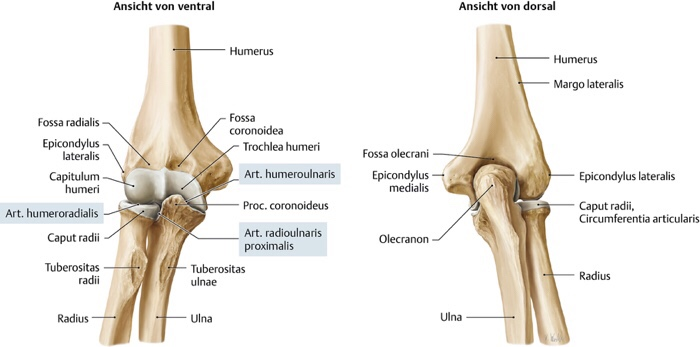 Ansicht von ventral
Humerus
Fossa radialis
Epicondylus
lateralis
Capitulum
humeri
Art. humeroradialis
Caput radii
Tuberositas
radii
Radius
Fossa
coronoidea
Trochlea humeri
Art. humeroulnaris
Proc. coronoideus
Art. radioulnaris
proximalis
Tuberositas
ulnae
Ulna
Ansicht von dorsal
Humerus
Margo lateralis
Fossa olecrani
Epicondylus
medialis
Olecranon
Ulna
Epicondylus lateralis
Caput radii,
Circumferentia articularis
Radius